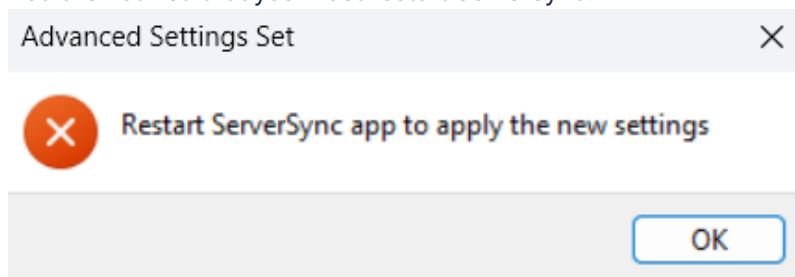 Advanced Settings Set
Restart ServerSync app to apply the new settings
OK